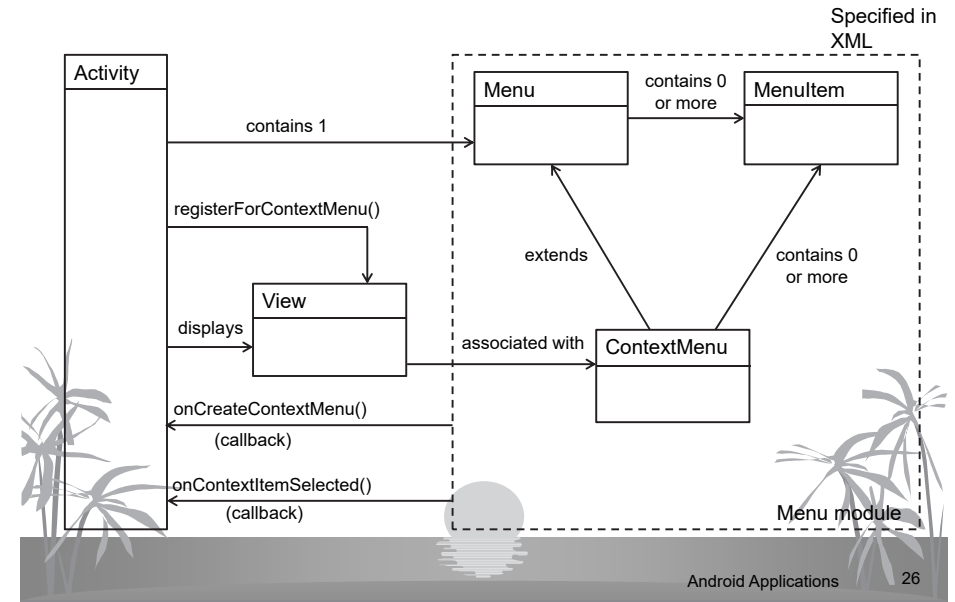 Specified in
XML
Activity
Menu
contains 0
or more
MenuItem
contains 1
registerForContextMenu()
extends
contains 0
or more
View
displays
associated with
ContextMenu
onCreateContextMenu()
(callback)
onContextItemSelected()
(callback)
Menu module
Android Applications
26